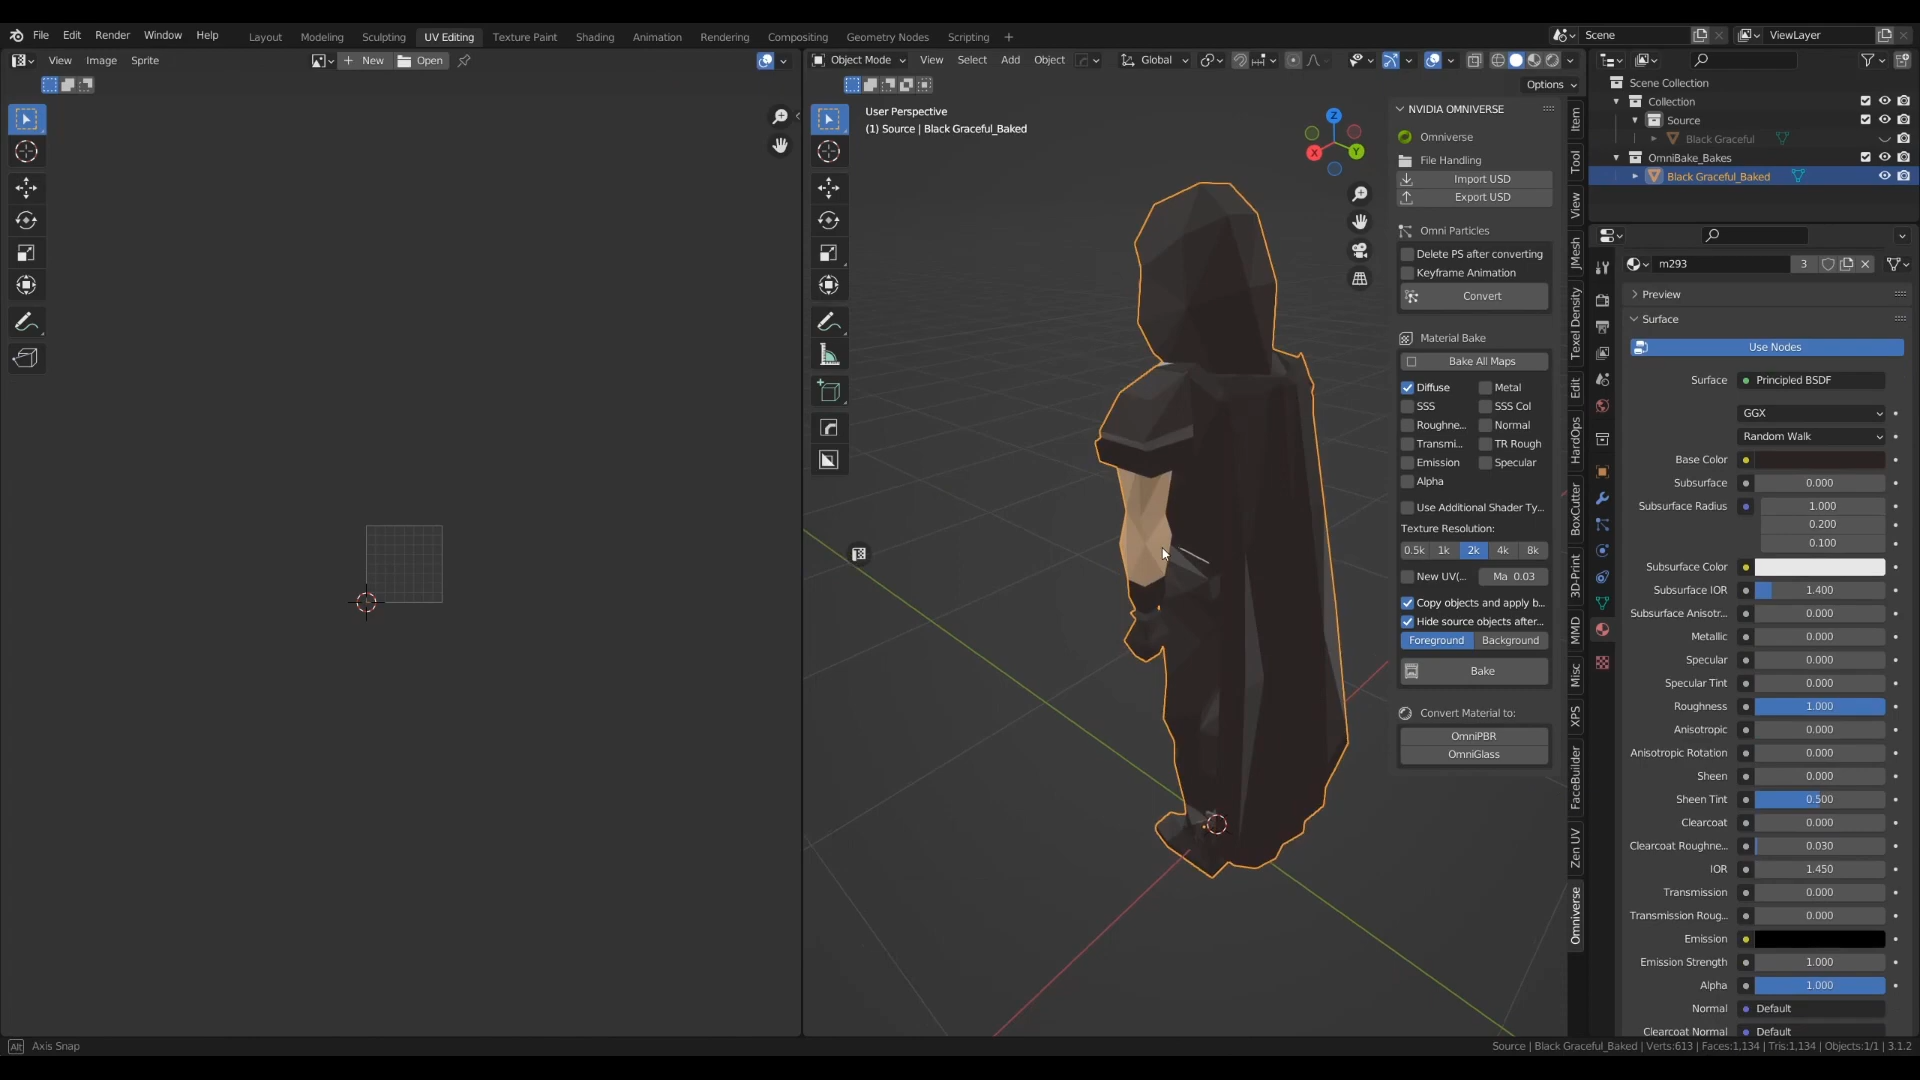 File Edit Render Window Help Layout Modeling Sculpting UV Editing Texture Paint Shading Animation Rendering Compositing Geometry Nodes Scripting + Scene ViewLayer
View Image Sprite + New Open Object Mode View Select Add Object Global
Options
User Perspective
(1) Source | Black Graceful_Baked
NVIDIA OMNIVERSE
Omniverse
File Handling
Import USD
Export USD
Omni Particles
Delete PS after converting
Keyframe Animation
Convert
Material Bake
Bake All Maps
Diffuse Metal
SSS SSS Col
Roughne... Normal
Transmi... TR Rough
Emission Specular
Alpha
Use Additional Shader Ty...
Texture Resolution:
0.5k 1k 2k 4k 8k
New UV(... Ma 0.03
Copy objects and apply b...
Hide source objects after...
Foreground Background
Bake
Convert Material to:
OmniPBR
OmniGlass
Item
Tool
View
JMesh
Texel Density
Edit
HardOps
BoxCutter
3D-Print
MMD
Misc
XPS
FaceBuilder
Zen UV
Omniverse
Scene Collection
Collection
Source
Black Graceful
OmniBake_Bakes
Black Graceful_Baked
m293 3
Preview
Surface
Use Nodes
Surface Principled BSDF
GGX
Random Walk
Base Color
Subsurface 0.000
Subsurface Radius 1.000
0.200
0.100
Subsurface Color
Subsurface IOR 1.400
Subsurface Anisotr... 0.000
Metallic 0.000
Specular 0.000
Specular Tint 0.000
Roughness 1.000
Anisotropic 0.000
Anisotropic Rotation 0.000
Sheen 0.000
Sheen Tint 0.500
Clearcoat 0.000
Clearcoat Roughne... 0.030
IOR 1.450
Transmission 0.000
Transmission Roug... 0.000
Emission
Emission Strength 1.000
Alpha 1.000
Normal Default
Clearcoat Normal Default
Alt Axis Snap
Source | Black Graceful_Baked | Verts:613 | Faces:1,134 | Tris:1,134 | Objects:1/1 | 3.1.2
X
Y
Z